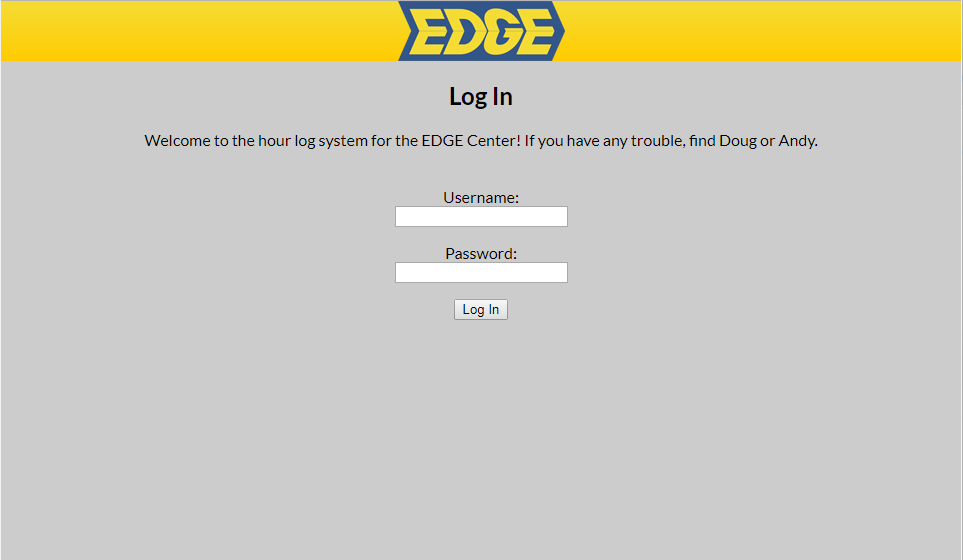 EDGE
Log In
Welcome to the hour log system for the EDGE Center! If you have any trouble, find Doug or Andy.
Username:
Password:
Log In